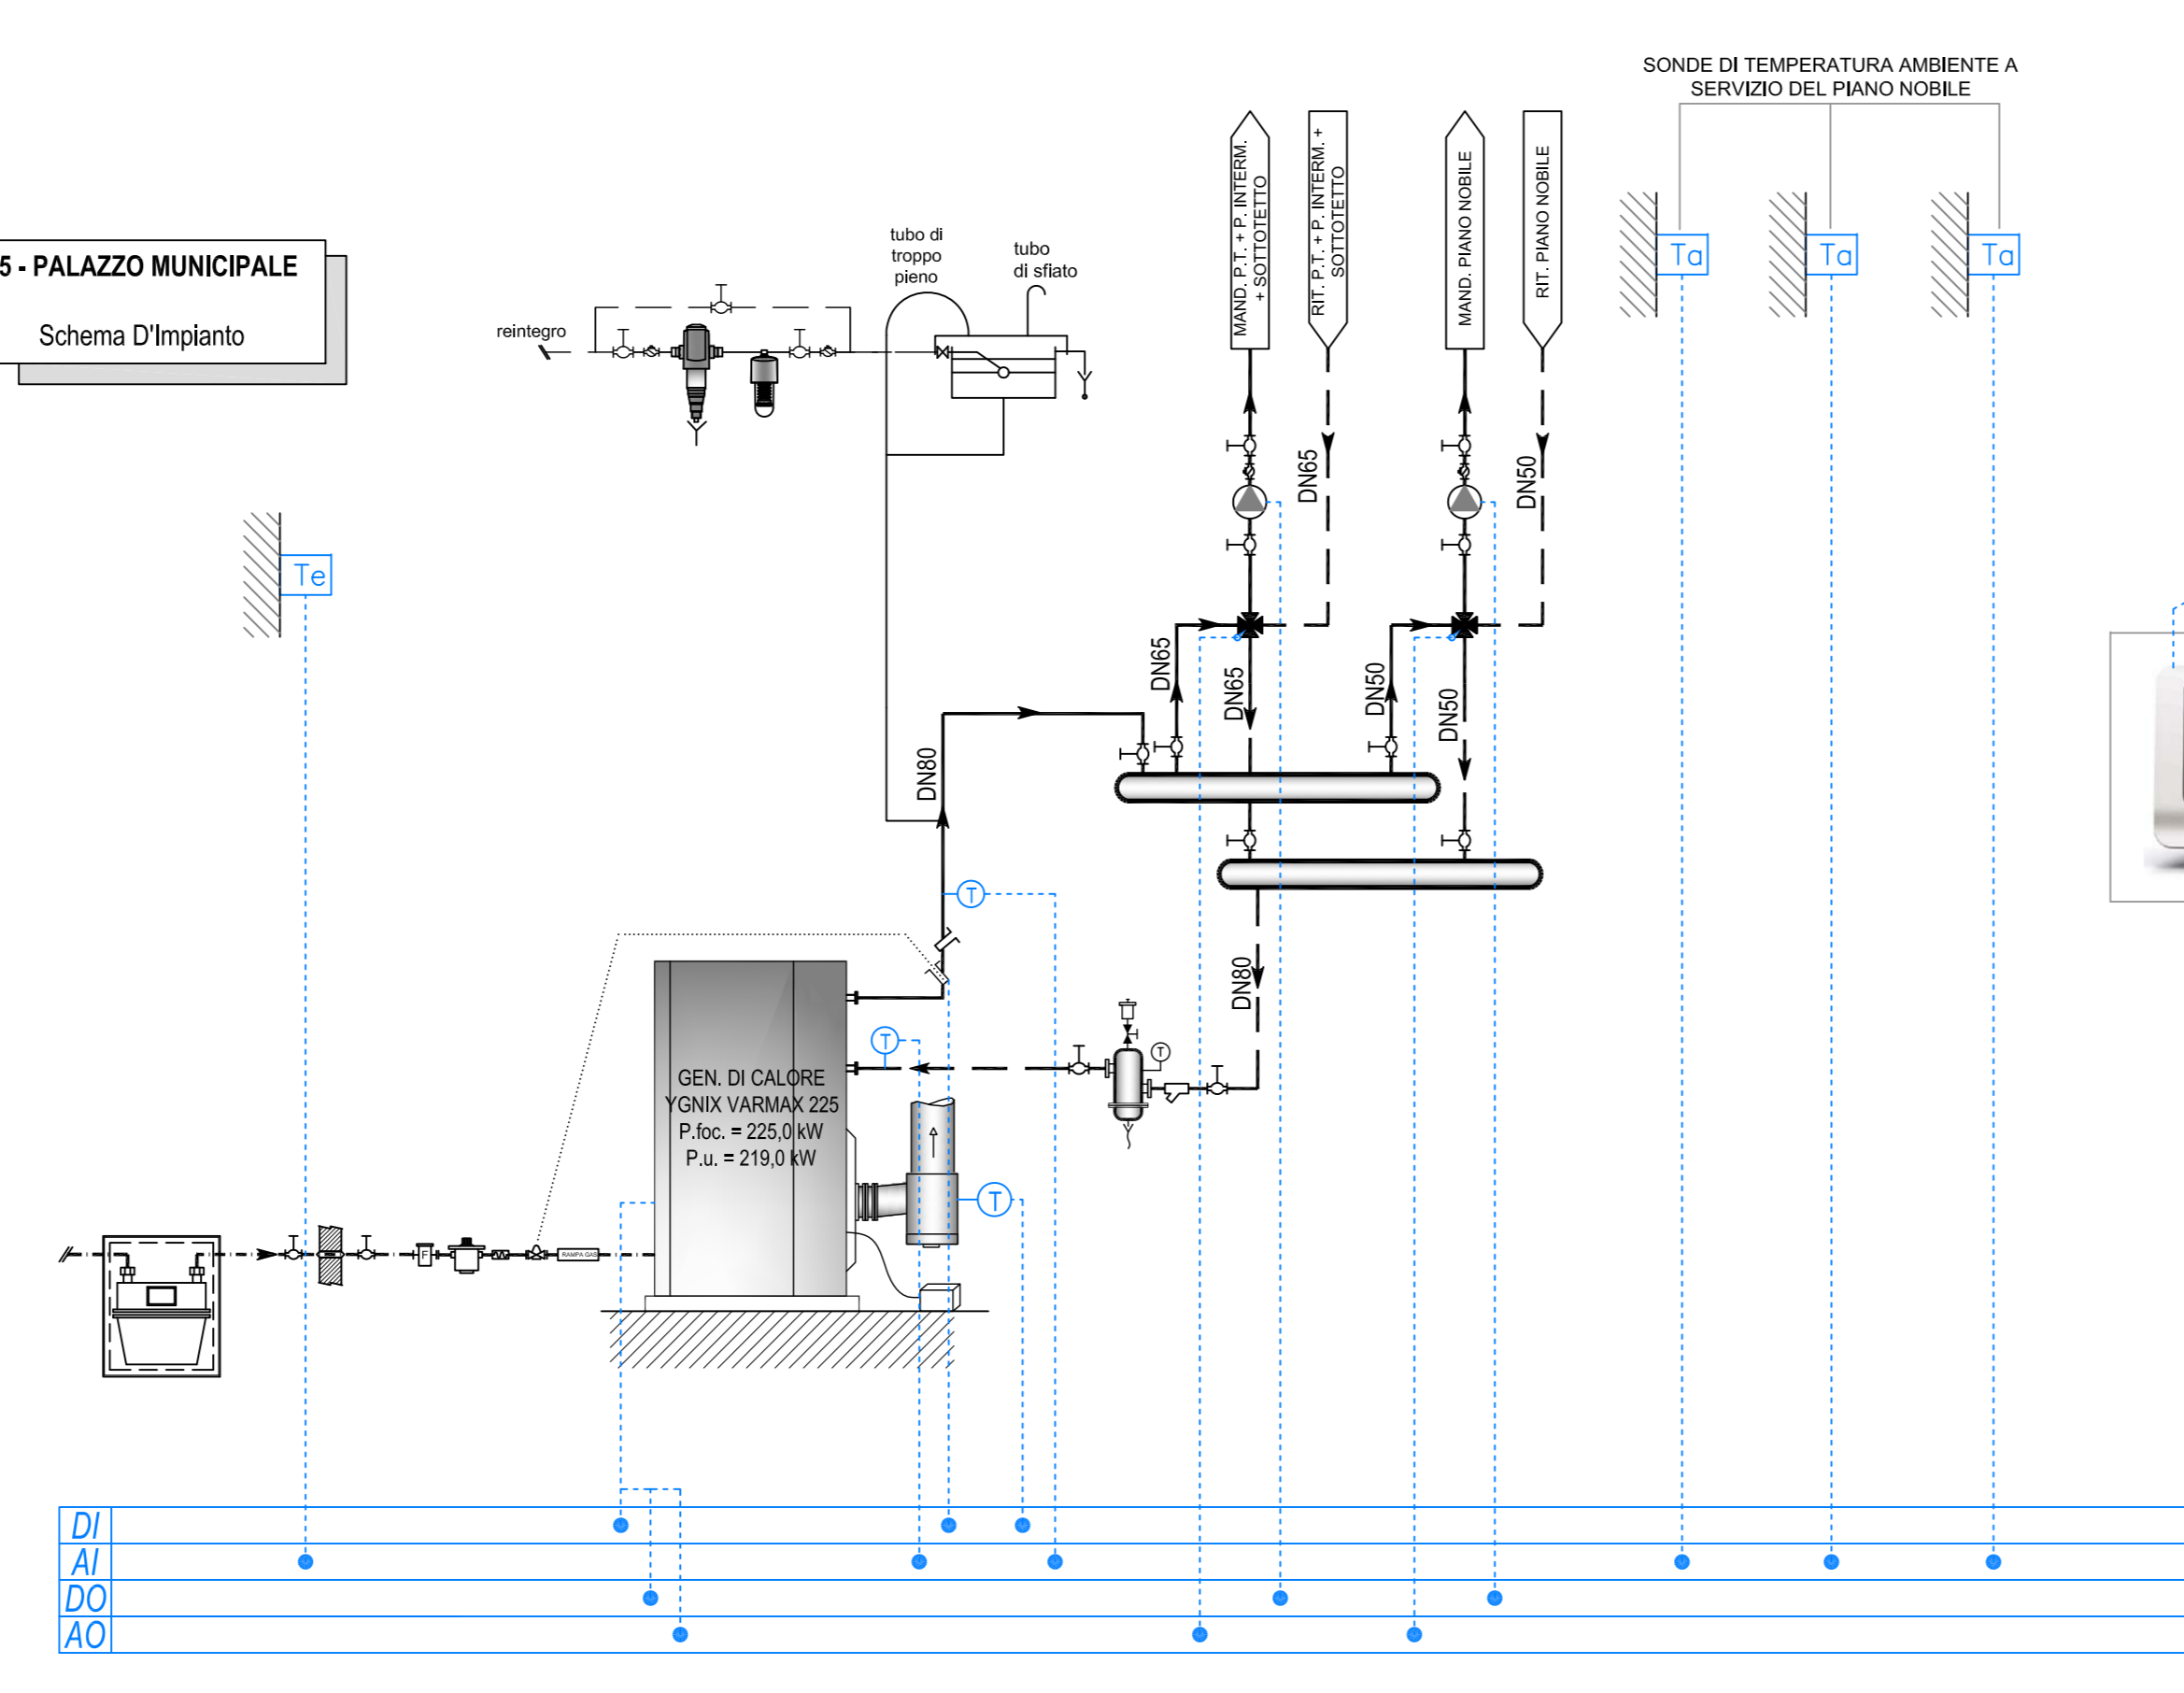 SONDE DI TEMPERATURA AMBIENTE A
SERVIZIO DEL PIANO NOBILE
MAND. P.T. + P. INTERM.
+ SOTTOTETTO
RIT. P.T. + P. INTERM. +
SOTTOTETTO
MAND. PIANO NOBILE
RIT. PIANO NOBILE
Ta
Ta
Ta
5 - PALAZZO MUNICIPALE
Schema D'Impianto
tubo di
troppo
pieno
tubo
di sfiato
reintegro
DN65
DN50
Te
DN65
DN65
DN50
DN50
DN80
T
DN80
T
T
GEN. DI CALORE
YGNIX VARMAX 225
P.foc. = 225,0 kW
P.u. = 219,0 kW
T
F
RAMPA GAS
DI
AI
DO
AO